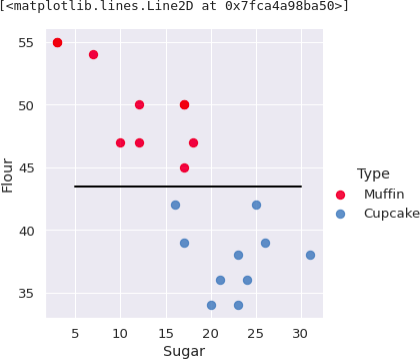 [<matplotlib.lines.Line2D at 0x7fca4a98ba50>]
55
50
45
40
35
Flour
5 10 15 20 25 30
Sugar
Type
Muffin
Cupcake